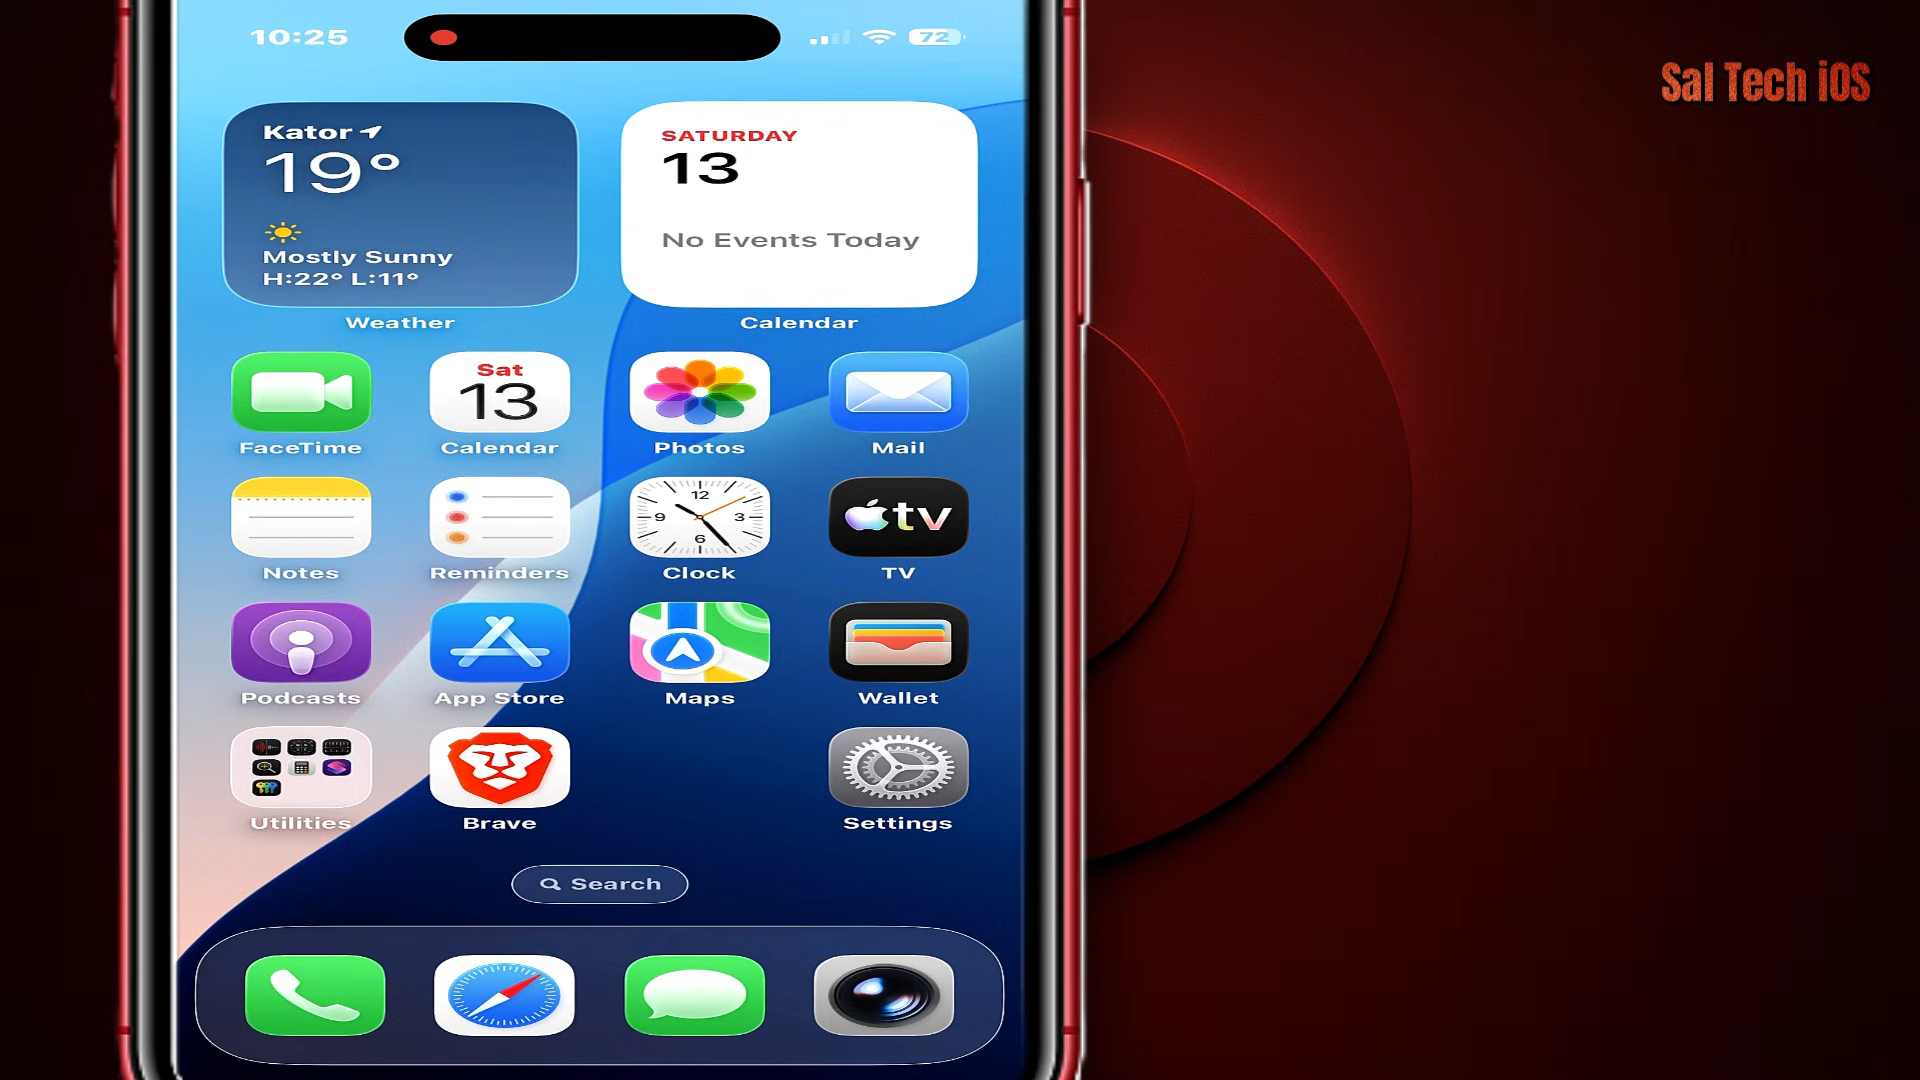 10:25
72
Sal Tech iOS
Kator
19°
Mostly Sunny
H:22° L:11°
Weather
SATURDAY
13
No Events Today
Calendar
FaceTime
Sat
13
Calendar
Photos
Mail
Notes
Reminders
12
9
3
6
Clock
tv
TV
Podcasts
App Store
Maps
Wallet
Utilities
Brave
Settings
Search